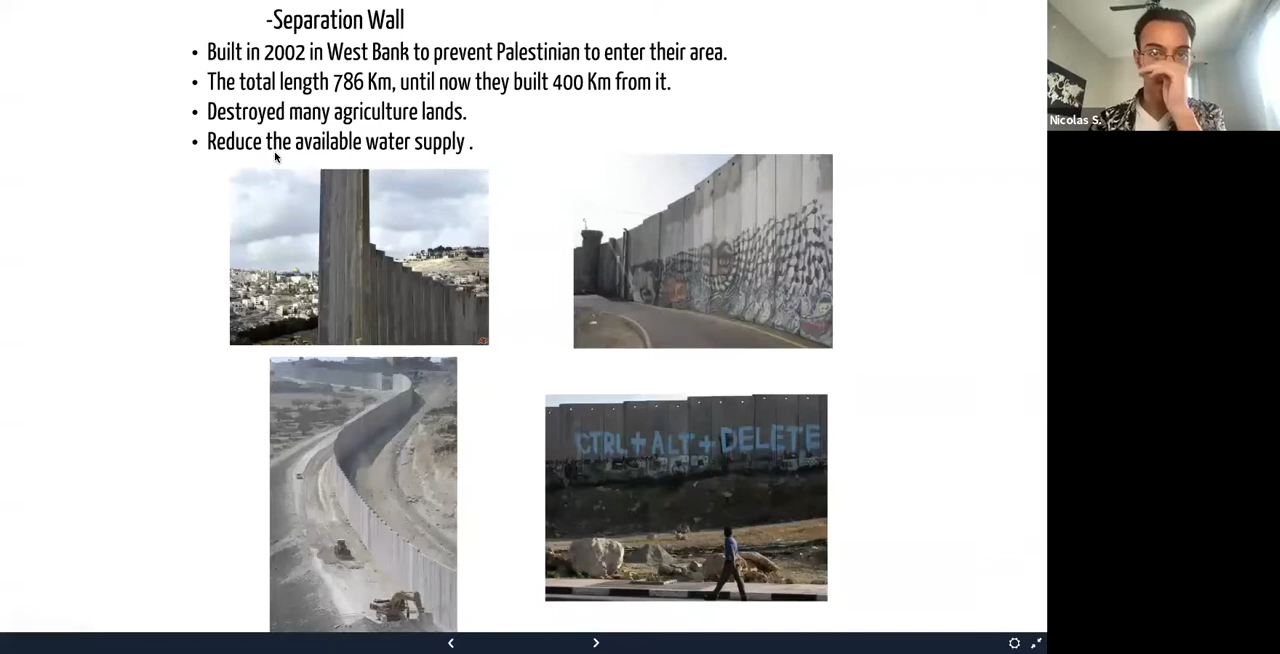 -Separation Wall
• Built in 2002 in West Bank to prevent Palestinian to enter their area.
• The total length 786 Km, until now they built 400 Km from it.
• Destroyed many agriculture lands.
• Reduce the available water supply .
Nicolas S.
CTRL+ALT+DELETE